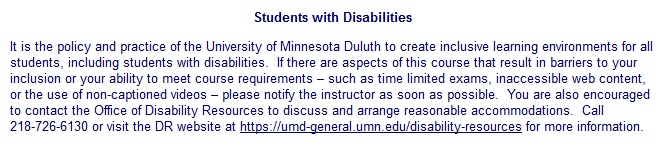 Students with Disabilities
It is the policy and practice of the University of Minnesota Duluth to create inclusive learning environments for all
students, including students with disabilities.  If there are aspects of this course that result in barriers to your
inclusion or your ability to meet course requirements – such as time limited exams, inaccessible web content,
or the use of non-captioned videos – please notify the instructor as soon as possible.  You are also encouraged
to contact the Office of Disability Resources to discuss and arrange reasonable accommodations.  Call
218-726-6130 or visit the DR website at https://umd-general.umn.edu/disability-resources for more information.